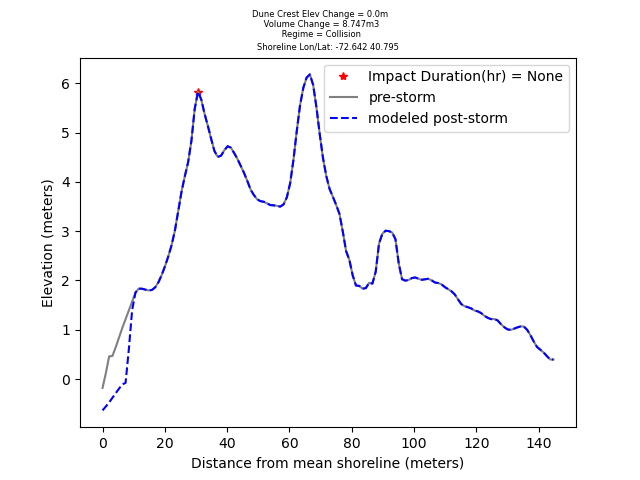 Dune Crest Elev Change = 0.0m
Volume Change = 8.747m3
Regime = Collision
Shoreline Lon/Lat: -72.642 40.795
Impact Duration(hr) = None
pre-storm
modeled post-storm
Elevation (meters)
6
5
4
3
2
1
0
0 20 40 60 80 100 120 140
Distance from mean shoreline (meters)